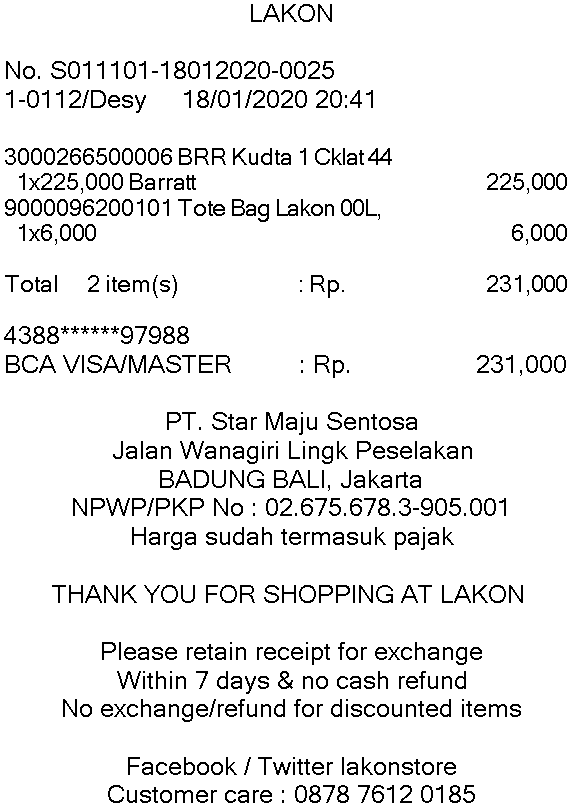 LAKON
No. S011101-18012020-0025
1-0112/Desy 18/01/2020 20:41
3000266500006 BRR Kudta 1 Cklat 44
1x225,000 Barratt 225,000
9000096200101 Tote Bag Lakon 00L,
1x6,000 6,000
Total 2 item(s) : Rp. 231,000
4388******97988
BCA VISA/MASTER : Rp. 231,000
PT. Star Maju Sentosa
Jalan Wanagiri Lingk Peselakan
BADUNG BALI, Jakarta
NPWP/PKP No : 02.675.678.3-905.001
Harga sudah termasuk pajak
THANK YOU FOR SHOPPING AT LAKON
Please retain receipt for exchange
Within 7 days & no cash refund
No exchange/refund for discounted items
Facebook / Twitter lakonstore
Customer care : 0878 7612 0185